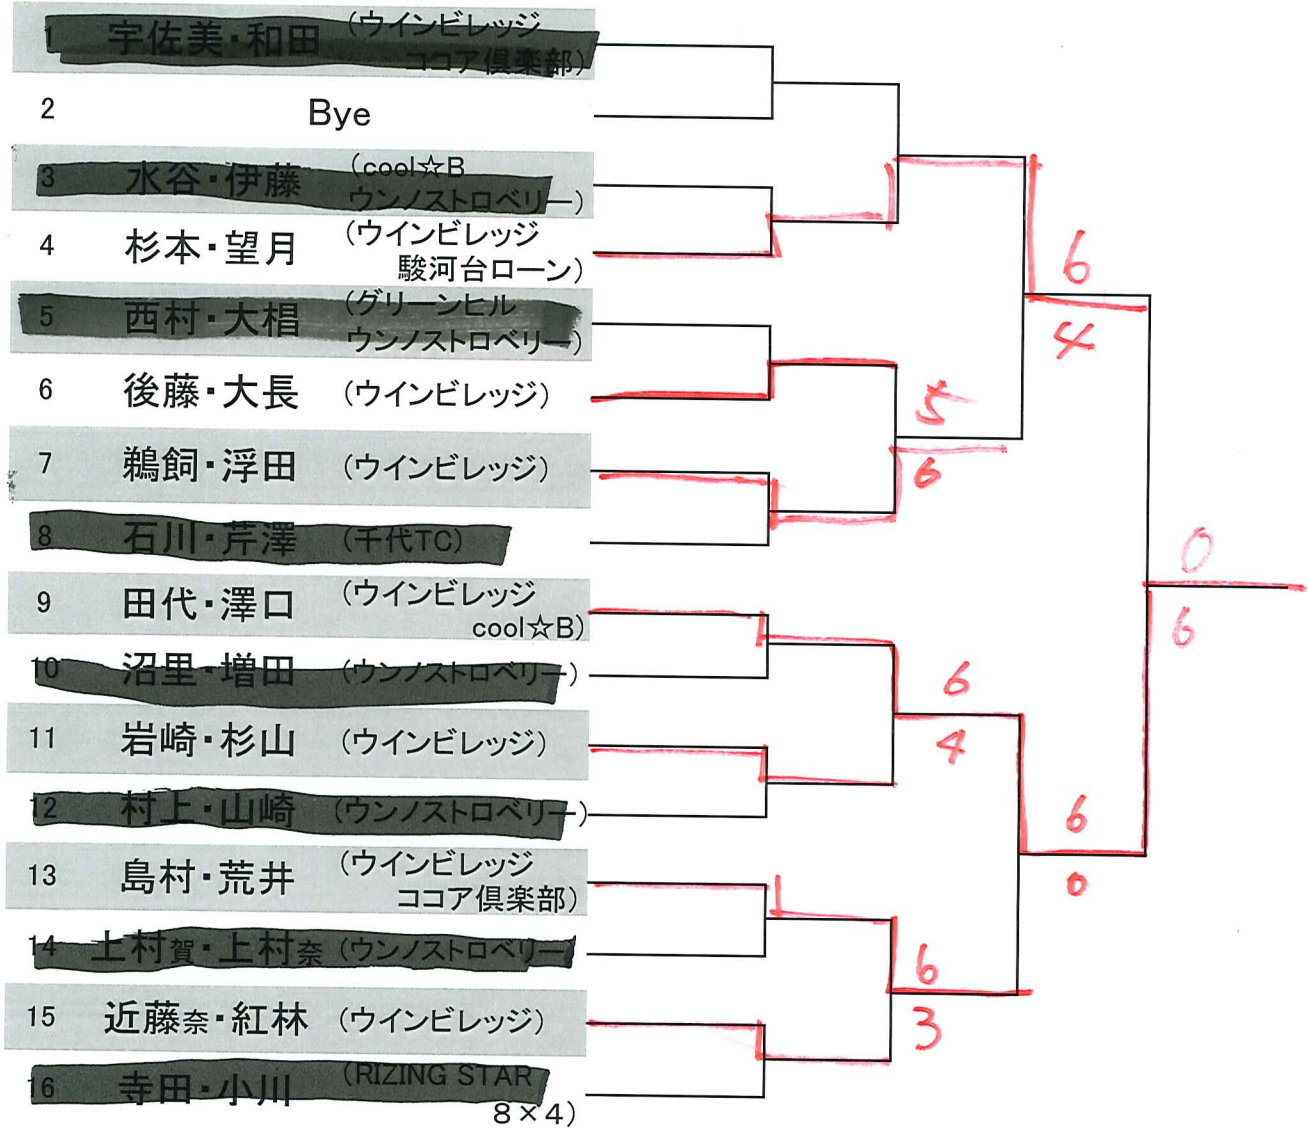 1 宇佐美・和田 (ウインビレッジ
ココア倶楽部)
2 Bye
3 水谷・伊藤 (cool☆B
ウンノストロベリー)
4 杉本・望月 (ウインビレッジ
駿河台ローン)
5 西村・大椙 (グリーンヒル
ウンノストロベリー)
6 後藤・大長 (ウインビレッジ)
7 鵜飼・浮田 (ウインビレッジ)
8 石川・芹澤 (千代TC)
9 田代・澤口 (ウインビレッジ
cool☆B)
10 沼里・増田 (ウンノストロベリー)
11 岩崎・杉山 (ウインビレッジ)
12 村上・山崎 (ウンノストロベリー)
13 島村・荒井 (ウインビレッジ
ココア倶楽部)
14 上村賀・上村奈 (ウンノストロベリー)
15 近藤奈・紅林 (ウインビレッジ)
16 寺田・小川 (RIZING STAR
8×4)
5
6
6
4
6
3
6
4
6
0
0
6